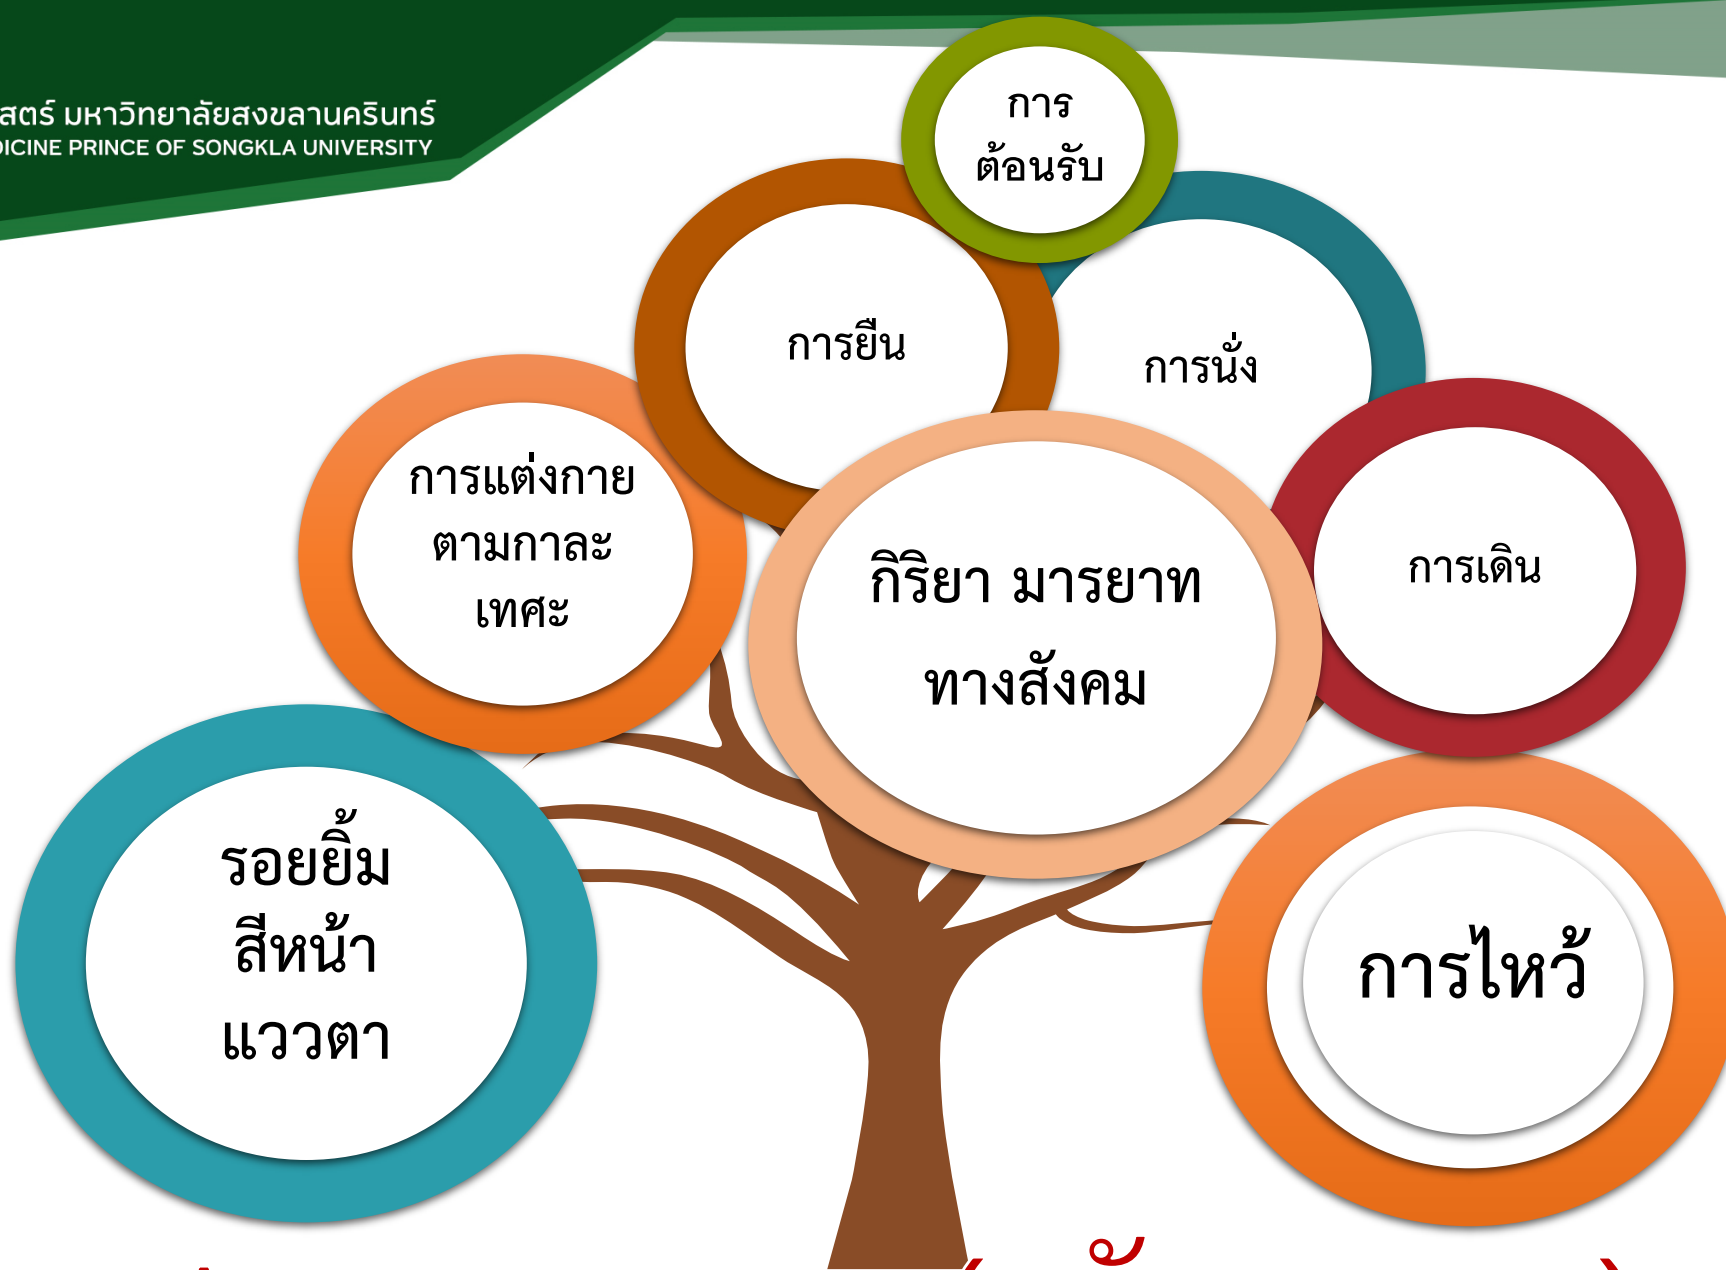 มหาวิทยาลัยสงขลานครินทร์
PRINCE OF SONGKLA UNIVERSITY
การ
ต้อนรับ
การยืน
การนั่ง
การแต่งกาย
ตามกาละ
เทศะ
กิริยา มารยาท
ทางสังคม
การเดิน
รอยยิ้ม
สีหน้า
แววตา
การไหว้